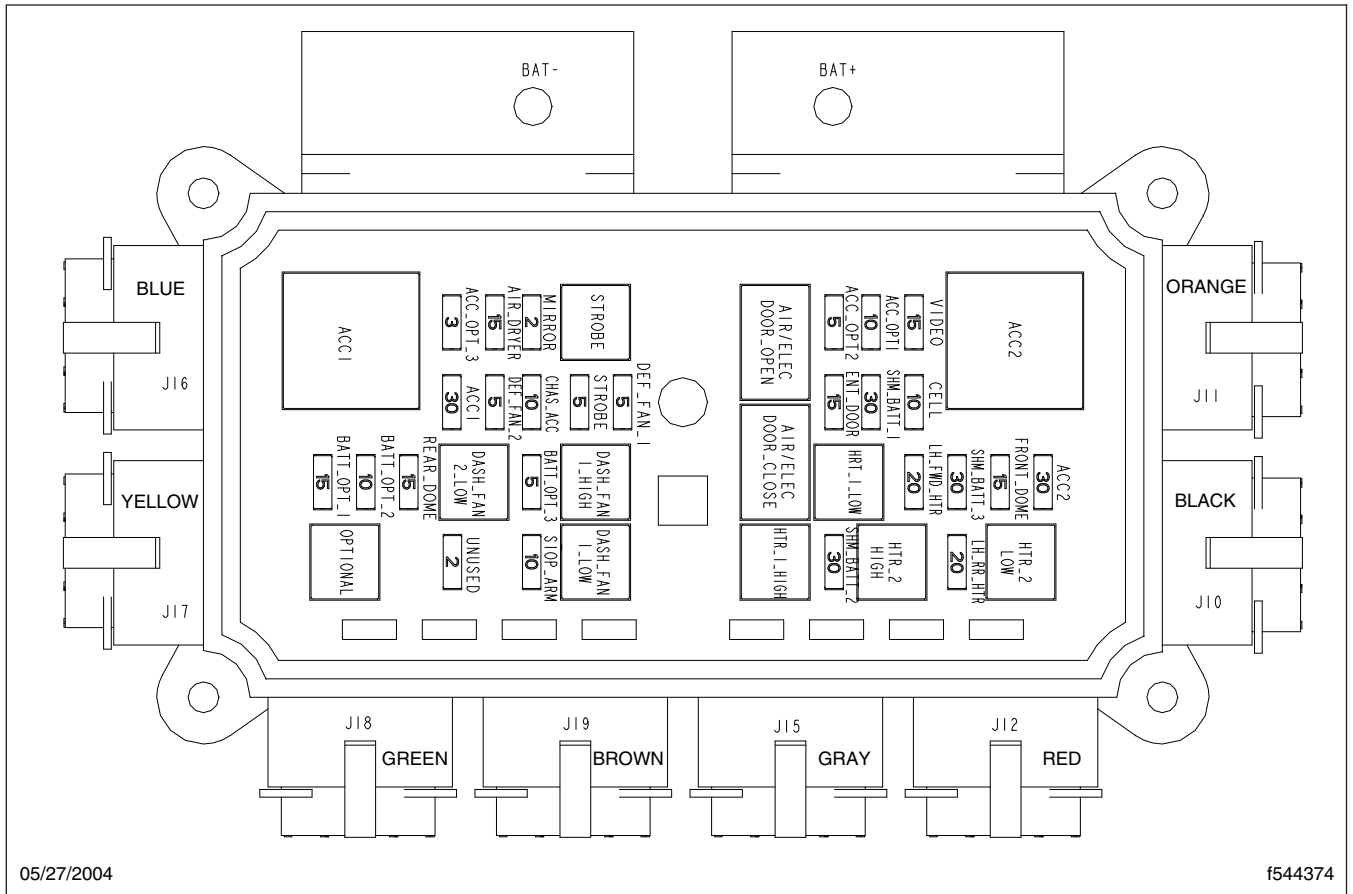 BAT-
BAT+
BLUE
J16
YELLOW
J17
ORANGE
J11
BLACK
J10
ACC1
3
ACC_OPT_3
15
AIR_DRYER
2
MIRROR
STROBE
AIR/ELEC
DOOR_OPEN
5
ACC_OPT2
10
ACC_OPT1
15
VIDEO
ACC2
30
ACC1
5
DEF_FAN_2
10
CHAS_ACC
5
STROBE
5
DEF_FAN_1
AIR/ELEC
DOOR_CLOSE
15
ENT_DOOR
30
SHM_BATT_1
10
CELL
15
BATT_OPT_1
10
BATT_OPT_2
15
REAR_DOME
DASH_FAN
2_LOW
5
BATT_OPT_3
DASH_FAN
1_HIGH
HRT_1_LOW
20
LH_FWD_HTR
30
SHM_BATT_3
15
FRONT_DOME
30
ACC2
OPTIONAL
2
UNUSED
10
STOP_ARM
DASH_FAN
1_LOW
HTR_1_HIGH
30
SHM_BATT_2
HTR_2
HIGH
20
LH_RR_HTR
HTR_2
LOW
J18
GREEN
J19
BROWN
J15
GRAY
J12
RED
05/27/2004
f544374